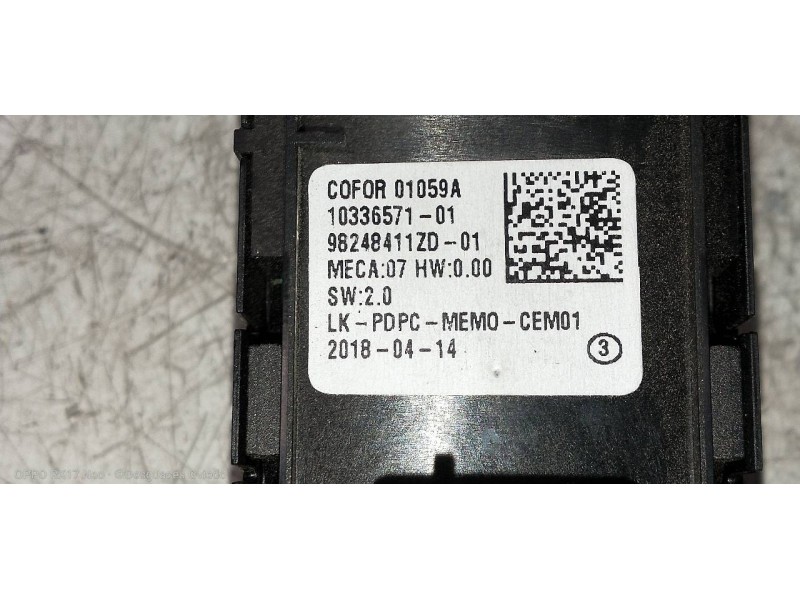 COFOR 01059A
10336571-01
98248411ZD-01
MECA:07 HW:0.00
SW:2.0
LK-PDPC-MEMO-CEM01
2018-04-14
3